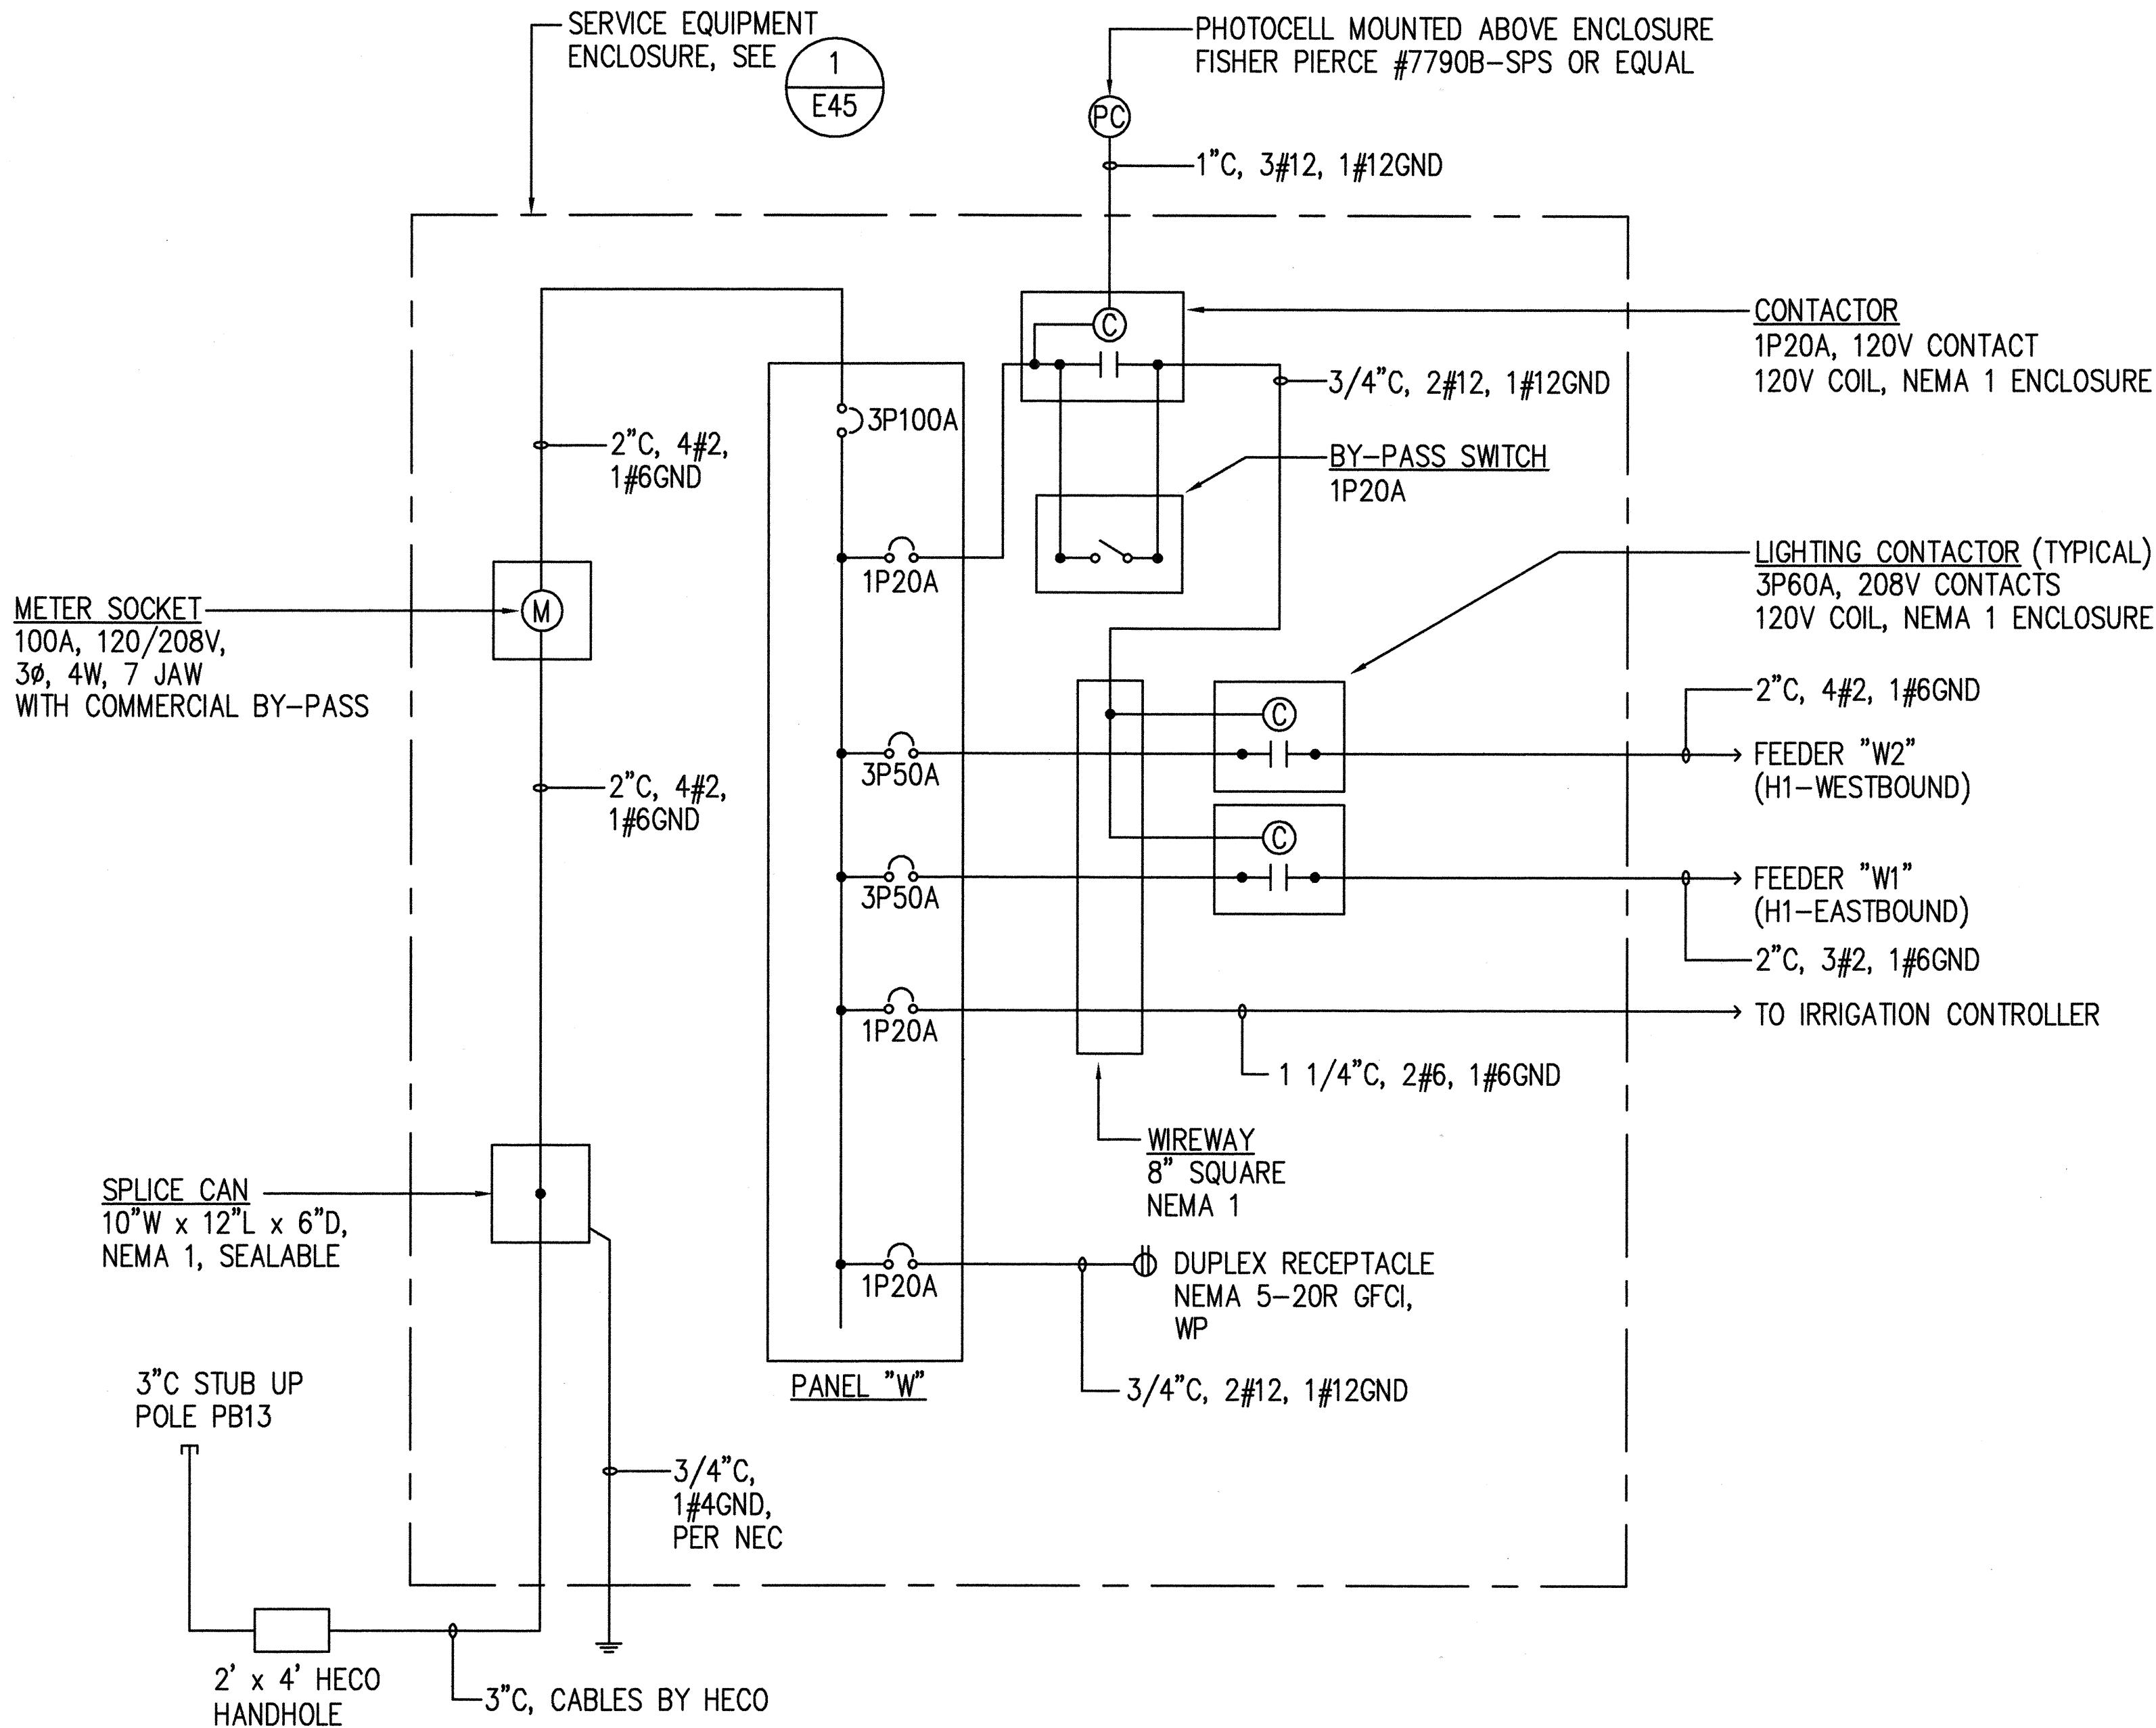 SERVICE EQUIPMENT
ENCLOSURE, SEE
1
E45
PHOTOCELL MOUNTED ABOVE ENCLOSURE
FISHER PIERCE #7790B-SPS OR EQUAL
PC
1"C, 3#12, 1#12GND
C
CONTACTOR
1P20A, 120V CONTACT
120V COIL, NEMA 1 ENCLOSURE
3/4"C, 2#12, 1#12GND
3P100A
2"C, 4#2,
1#6GND
BY-PASS SWITCH
1P20A
1P20A
LIGHTING CONTACTOR (TYPICAL)
3P60A, 208V CONTACTS
120V COIL, NEMA 1 ENCLOSURE
METER SOCKET
100A, 120/208V,
3ø, 4W, 7 JAW
WITH COMMERCIAL BY-PASS
M
2"C, 4#2, 1#6GND
C
3P50A
FEEDER "W2"
(H1-WESTBOUND)
2"C, 4#2,
1#6GND
C
3P50A
FEEDER "W1"
(H1-EASTBOUND)
2"C, 3#2, 1#6GND
1P20A
TO IRRIGATION CONTROLLER
1 1/4"C, 2#6, 1#6GND
WIREWAY
8" SQUARE
NEMA 1
SPLICE CAN
10"W x 12"L x 6"D,
NEMA 1, SEALABLE
1P20A
DUPLEX RECEPTACLE
NEMA 5-20R GFCI,
WP
3/4"C, 2#12, 1#12GND
PANEL "W"
3"C STUB UP
POLE PB13
3/4"C,
1#4GND,
PER NEC
2' x 4' HECO
HANDHOLE
3"C, CABLES BY HECO